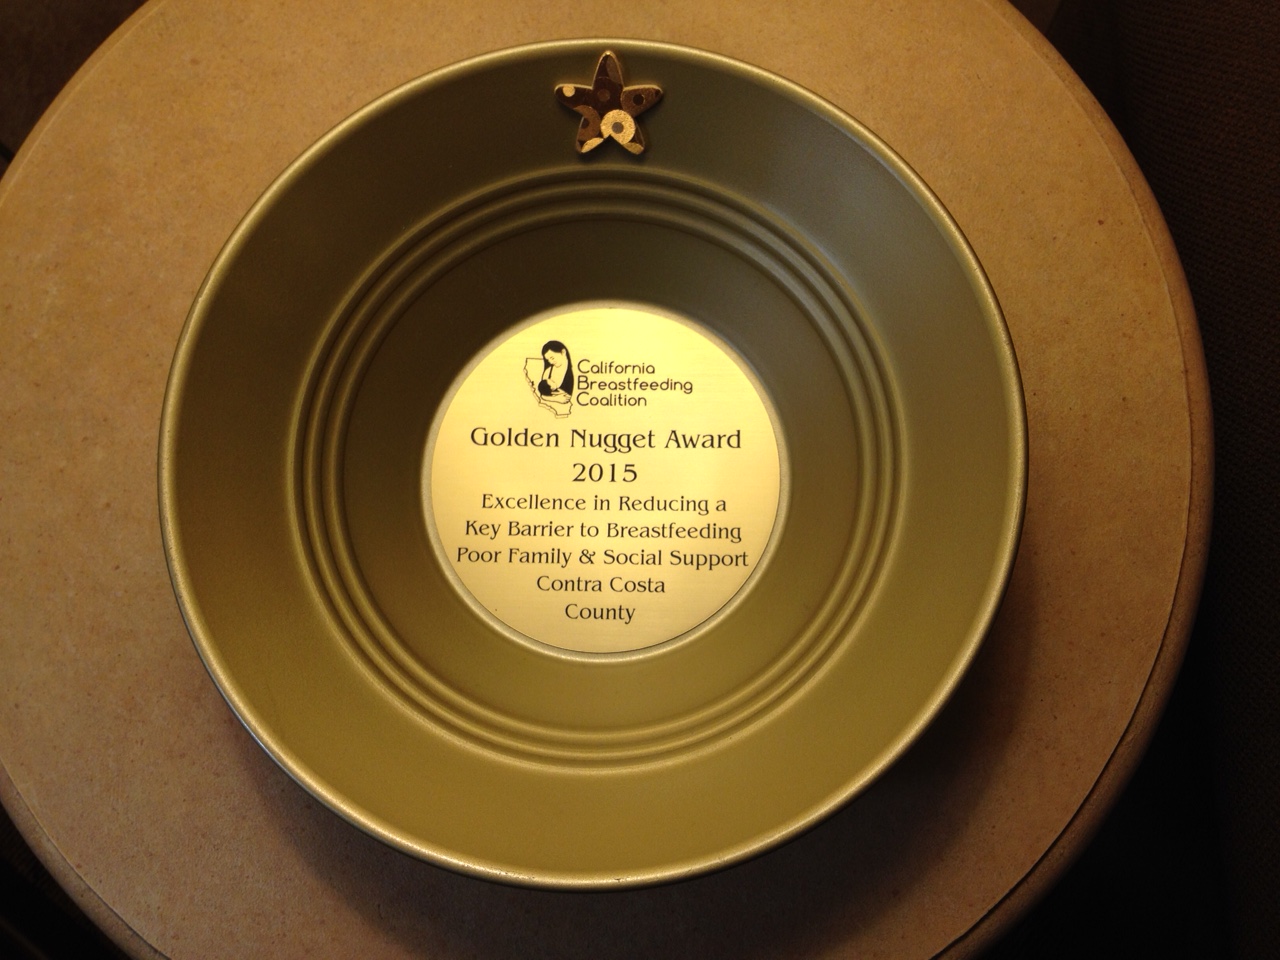 California
Breastfeeding
Coalition
Golden Nugget Award
2015
Excellence in Reducing a
Key Barrier to Breastfeeding
Poor Family & Social Support
Contra Costa
County